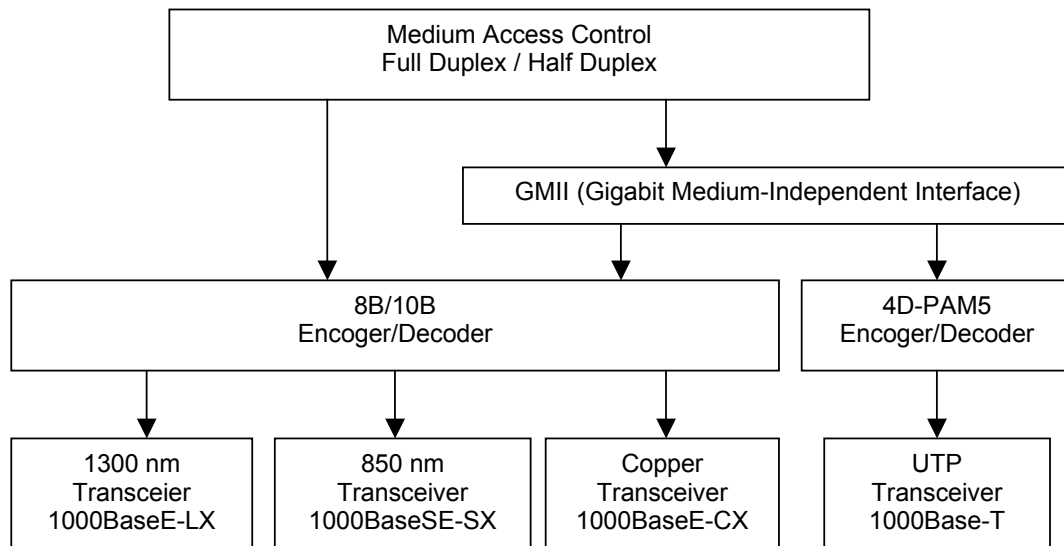 Medium Access Control
Full Duplex / Half Duplex
GMII (Gigabit Medium-Independent Interface)
8B/10B
Encoger/Decoder
4D-PAM5
Encoger/Decoder
1300 nm
Transceier
1000BaseE-LX
850 nm
Transceiver
1000BaseSE-SX
Copper
Transceiver
1000BaseE-CX
UTP
Transceiver
1000Base-T